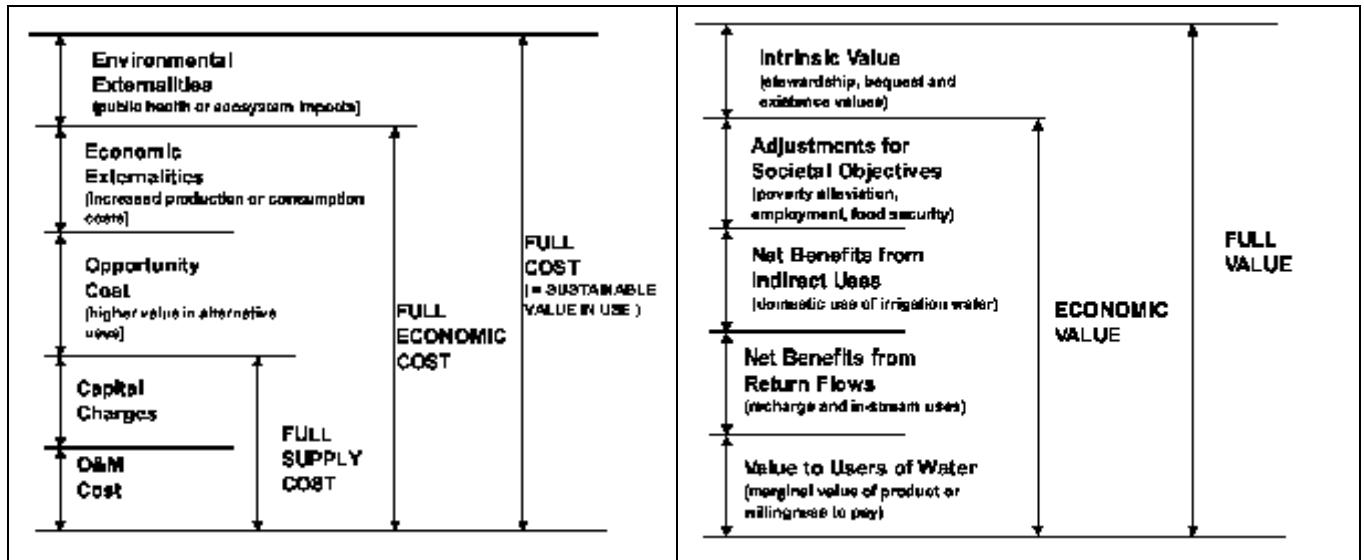 Environmental
Externalities
(public health or ecosystem impacts)
Economic
Externalities
(increased production or consumption
costs)
Opportunity
Cost
(higher value in alternative
uses)
Capital
Charges
O&M
Cost
FULL
SUPPLY
COST
FULL
ECONOMIC
COST
FULL
COST
(= SUSTAINABLE
VALUE IN USE )
Intrinsic Value
(stewardship, bequest and
existence values)
Adjustments for
Societal Objectives
(poverty alleviation,
employment, food security)
Net Benefits from
Indirect Uses
(domestic use of irrigation water)
Net Benefits from
Return Flows
(recharge and in-stream uses)
Value to Users of Water
(marginal value of product or
willingness to pay)
ECONOMIC
VALUE
FULL
VALUE